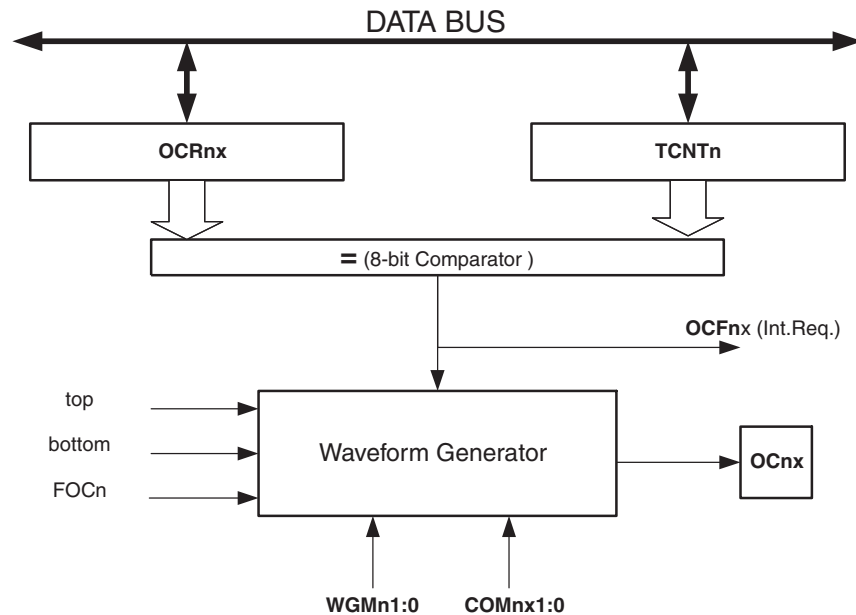 DATA BUS
OCRnx
TCNTn
= (8-bit Comparator )
OCFnx (Int.Req.)
top
bottom
FOCn
Waveform Generator
OCnx
WGMn1:0
COMnx1:0